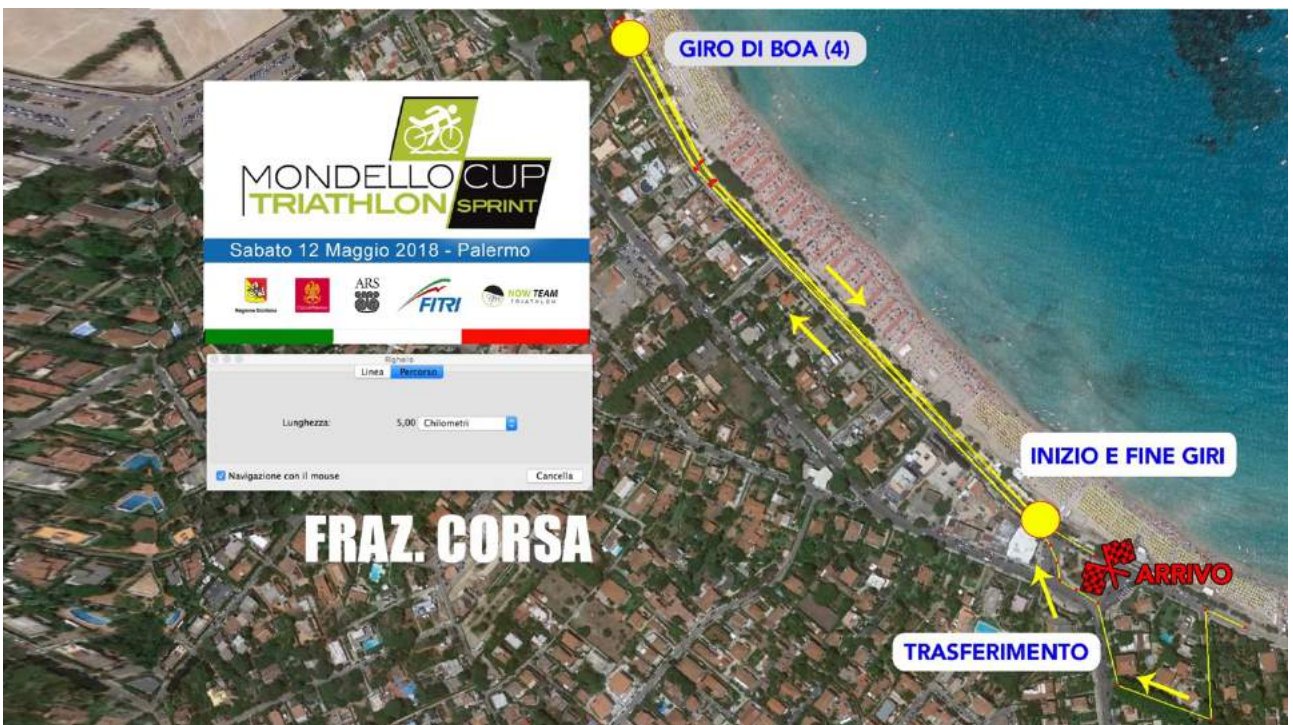 GIRO DI BOA (4)
MONDELLO CUP
TRIATHLON SPRINT
Sabato 12 Maggio 2018 - Palermo
Regione Siciliana
ARS
FITRI
NOW TEAM
TRIATHLON
Righello
Linea Percorso
Lunghezza: 5,00 Chilometri
Navigazione con il mouse Cancella
FRAZ. CORSA
INIZIO E FINE GIRI
ARRIVO
TRASFERIMENTO